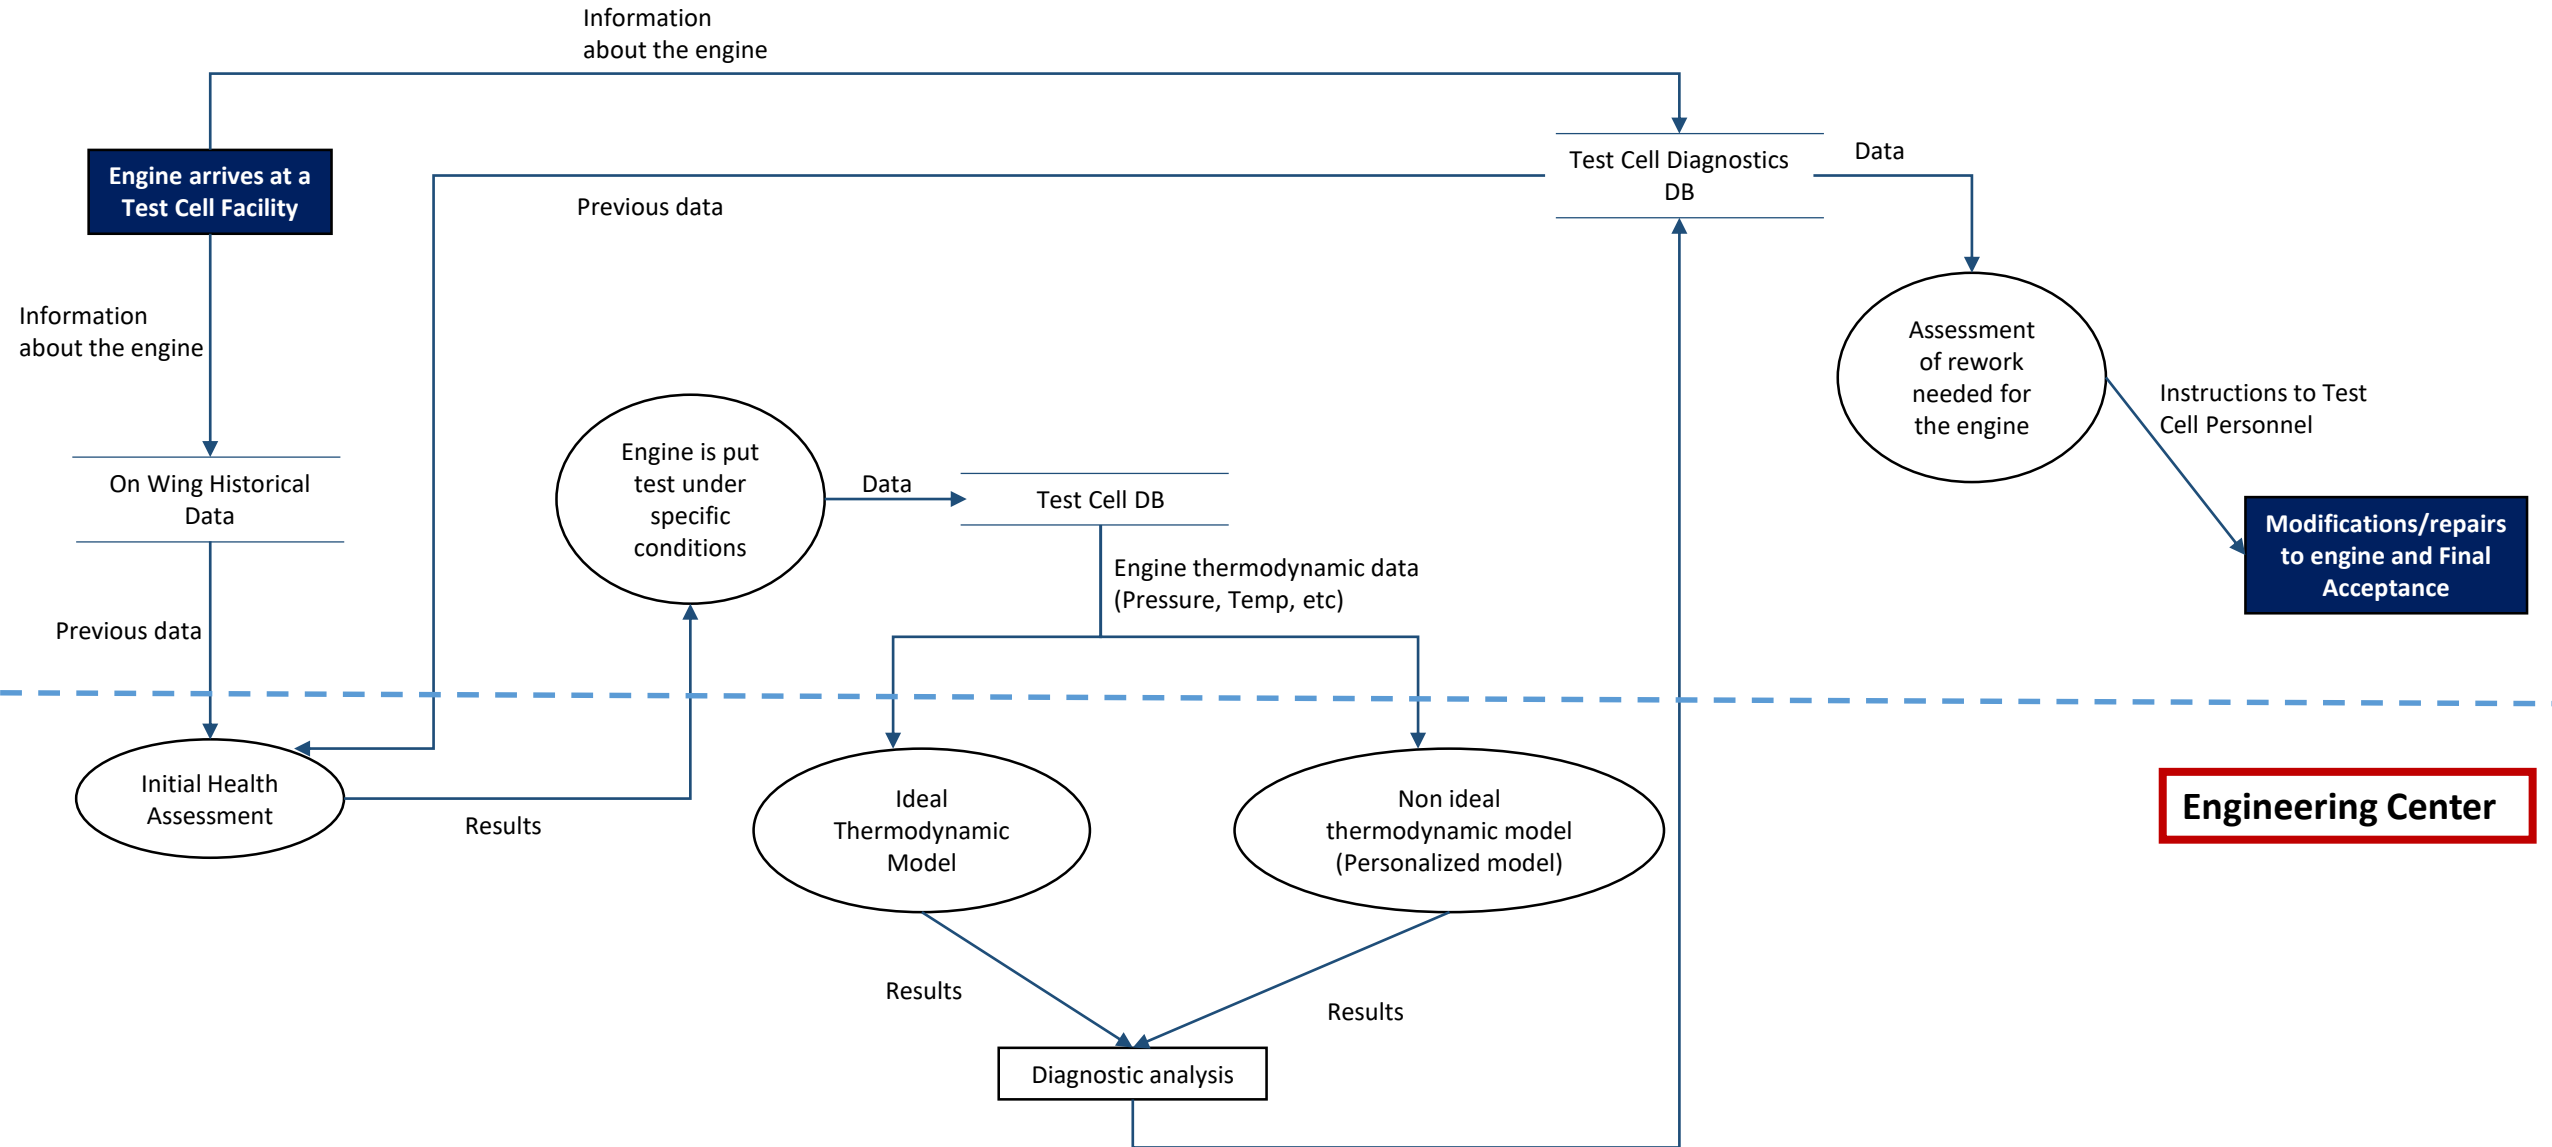 Information
about the engine
Engine arrives at a
Test Cell Facility
Test Cell Diagnostics
DB
Data
Previous data
Information
about the engine
Assessment
of rework
needed for
the engine
Instructions to Test
Cell Personnel
On Wing Historical
Data
Engine is put
test under
specific
conditions
Data
Test Cell DB
Modifications/repairs
to engine and Final
Acceptance
Engine thermodynamic data
(Pressure, Temp, etc)
Previous data
Initial Health
Assessment
Results
Ideal
Thermodynamic
Model
Non ideal
thermodynamic model
(Personalized model)
Engineering Center
Results
Results
Diagnostic analysis